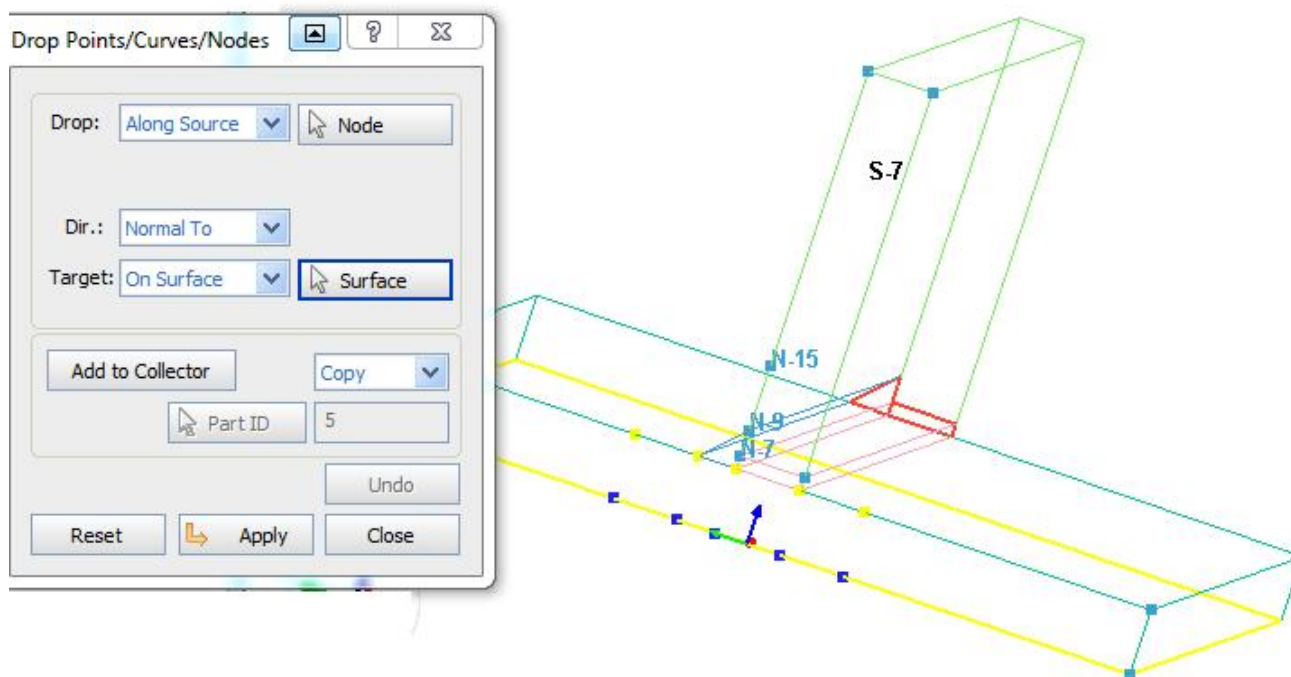 Drop Points/Curves/Nodes
Drop: Along Source Node
Dir.: Normal To
Target: On Surface Surface
Add to Collector Copy
Part ID 5
Undo
Reset Apply Close
S-7
N-15
N-9
N-7